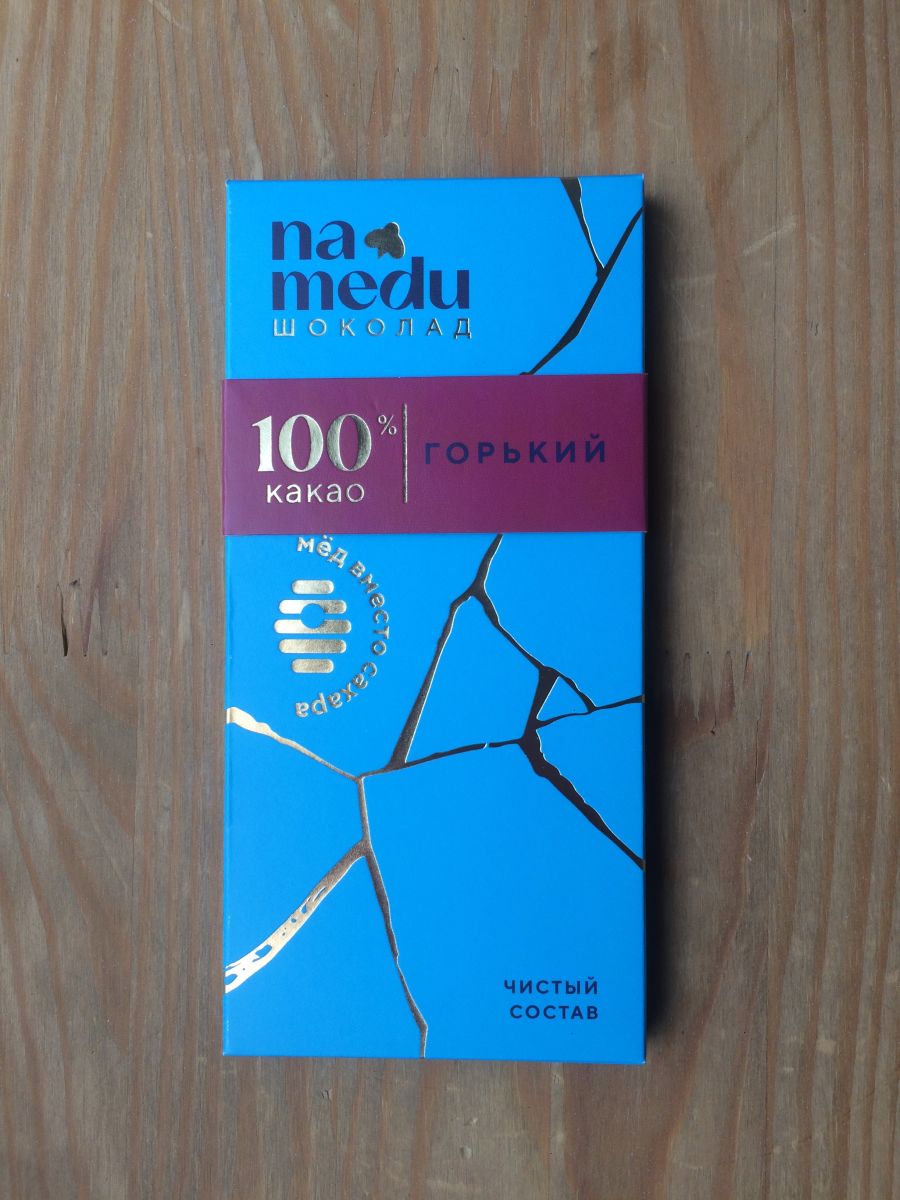 na
medu
ШОКОЛАД
100%
какао
ГОРЬКИЙ
мёд вместо сахара
ЧИСТЫЙ
СОСТАВ